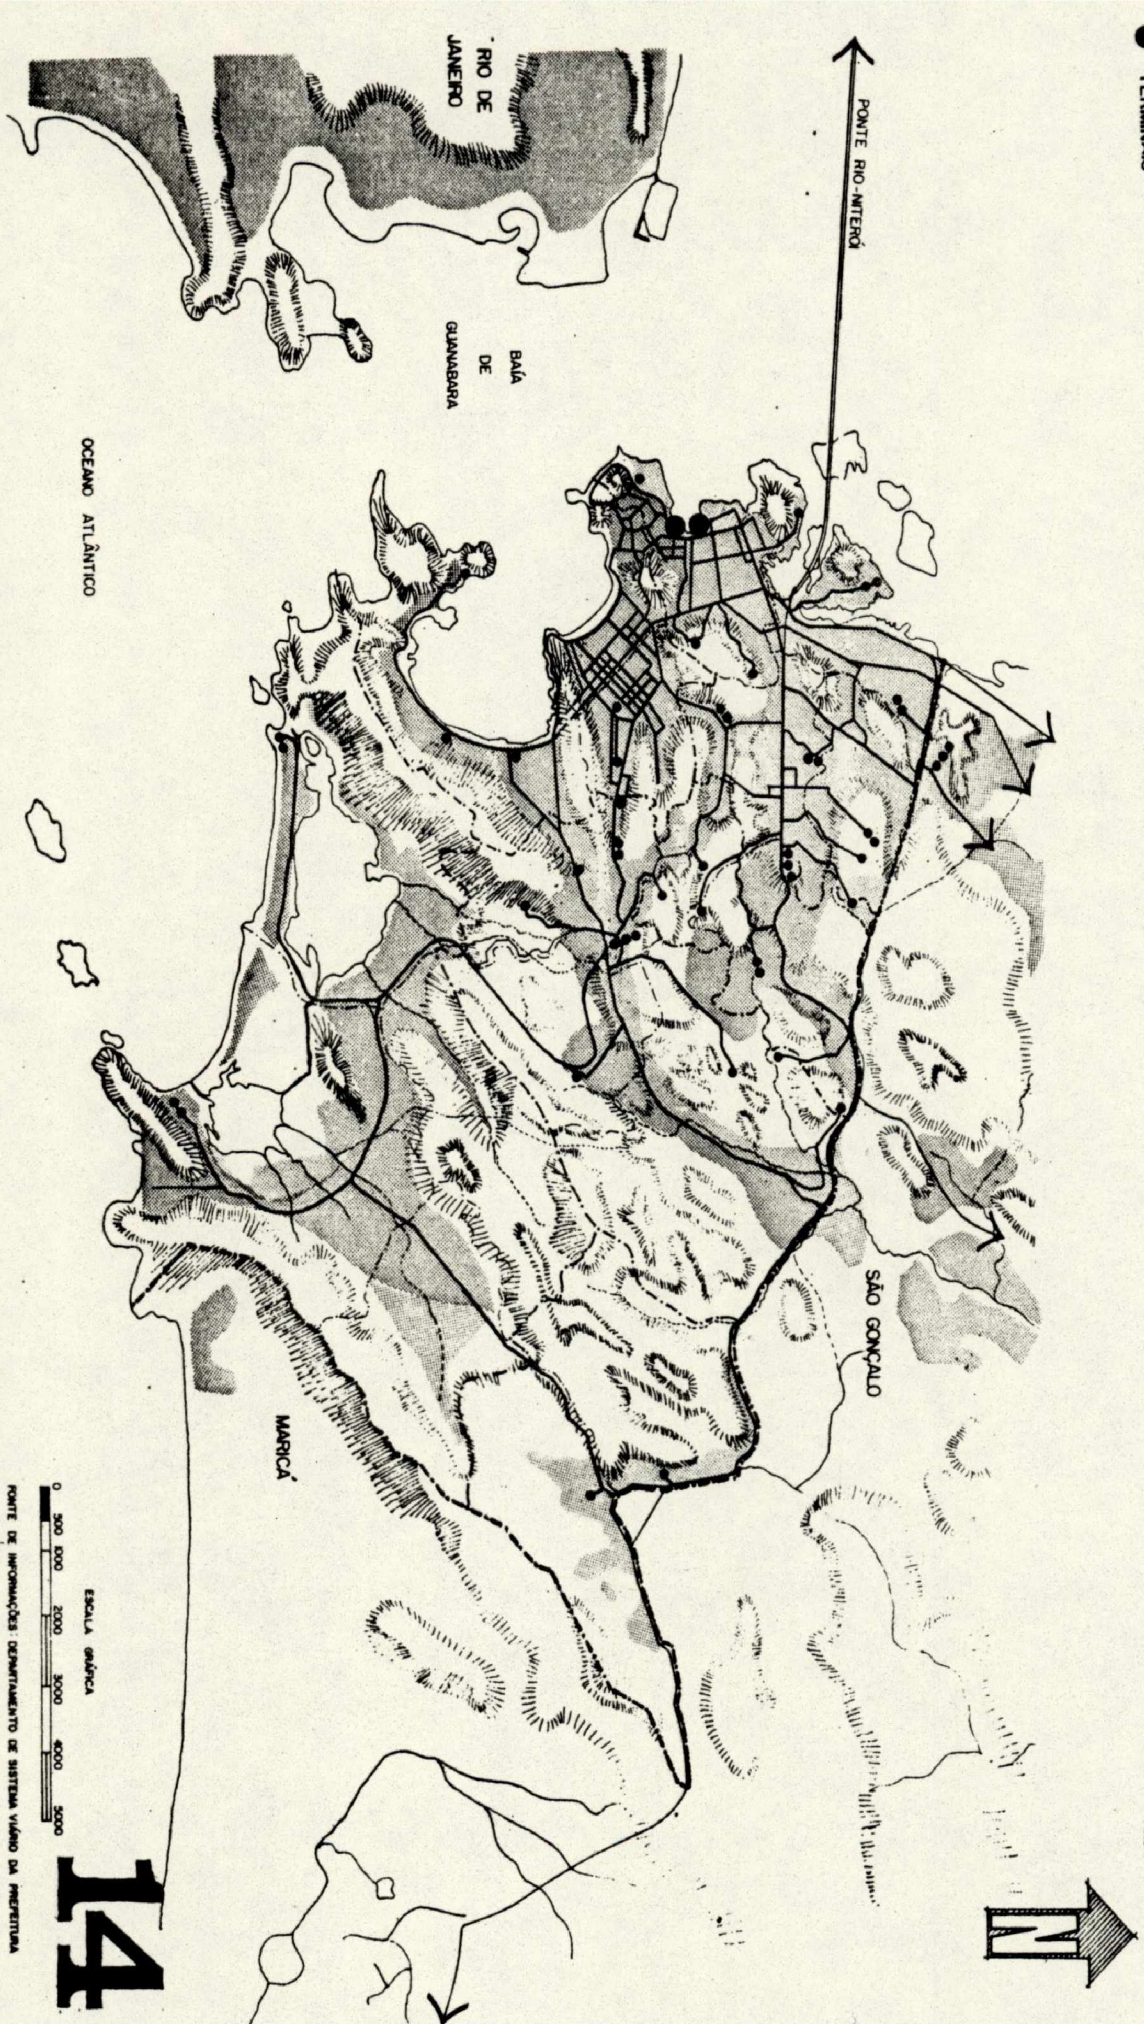 PONTE RIO-NITERÓI
RIO DE
JANEIRO
BAÍA
DE
GUANABARA
OCEANO ATLÂNTICO
SÃO GONÇALO
MARICÁ
N
ESCALA GRÁFICA
0 500 1000 2000 3000 4000 5000
FONTE DE INFORMAÇÕES: DEPARTAMENTO DE SISTEMA VIÁRIO DA PREFEITURA
14